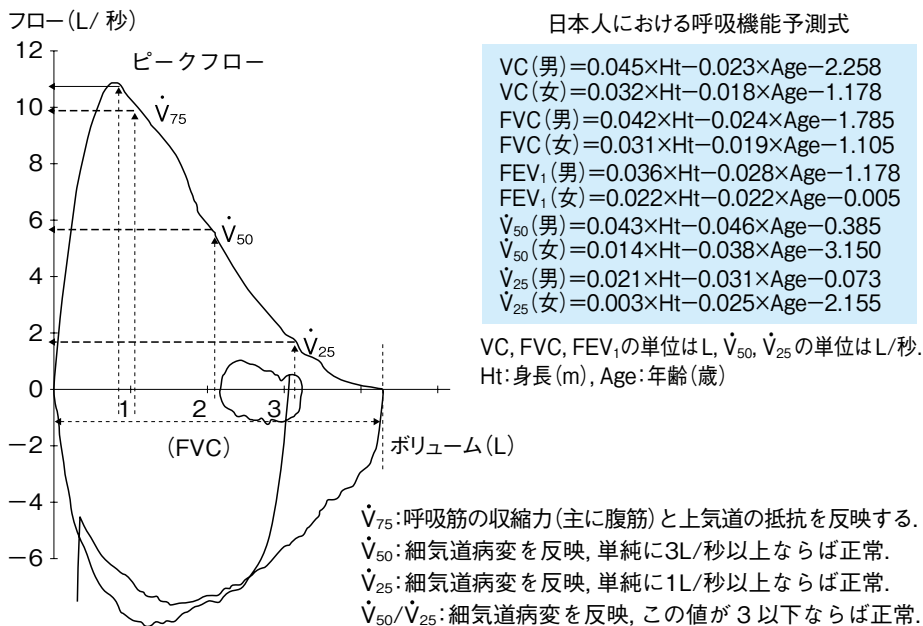 フロー(L/秒)
12
10
8
6
4
2
0
−2
−4
−6
ピークフロー
V̇75
V̇50
V̇25
1
2
3
(FVC)
ボリューム(L)
日本人における呼吸機能予測式
VC(男)=0.045×Ht−0.023×Age−2.258
VC(女)=0.032×Ht−0.018×Age−1.178
FVC(男)=0.042×Ht−0.024×Age−1.785
FVC(女)=0.031×Ht−0.019×Age−1.105
FEV₁(男)=0.036×Ht−0.028×Age−1.178
FEV₁(女)=0.022×Ht−0.022×Age−0.005
V̇50(男)=0.043×Ht−0.046×Age−0.385
V̇50(女)=0.014×Ht−0.038×Age−3.150
V̇25(男)=0.021×Ht−0.031×Age−0.073
V̇25(女)=0.003×Ht−0.025×Age−2.155
VC, FVC, FEV₁の単位はL, V̇50, V̇25の単位はL/秒.
Ht:身長(m), Age:年齢(歳)
V̇75:呼吸筋の収縮力(主に腹筋)と上気道の抵抗を反映する.
V̇50:細気道病変を反映, 単純に3L/秒以上ならば正常.
V̇25:細気道病変を反映, 単純に1L/秒以上ならば正常.
V̇50/V̇25:細気道病変を反映, この値が3以下ならば正常.